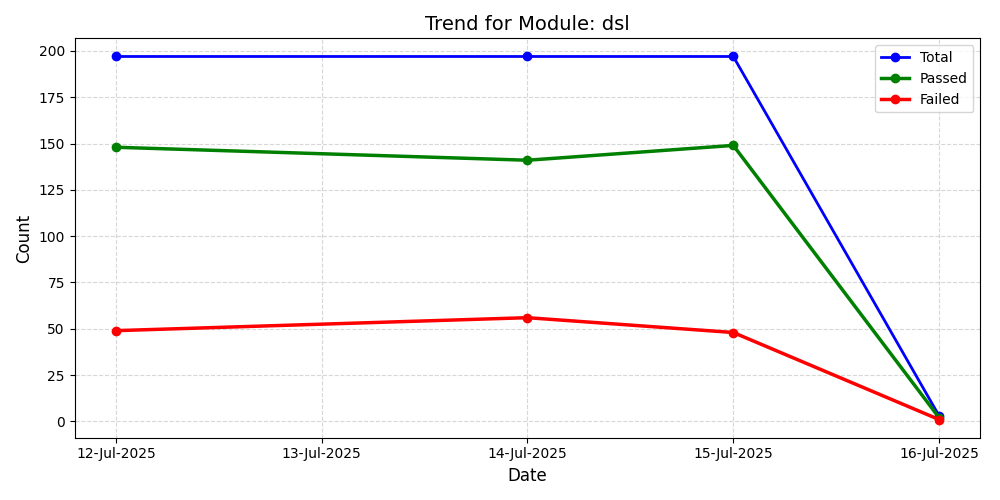 Trend for Module: dsl
Total
Passed
Failed
Count
200
175
150
125
100
75
50
25
0
12-Jul-2025
13-Jul-2025
14-Jul-2025
15-Jul-2025
16-Jul-2025
Date